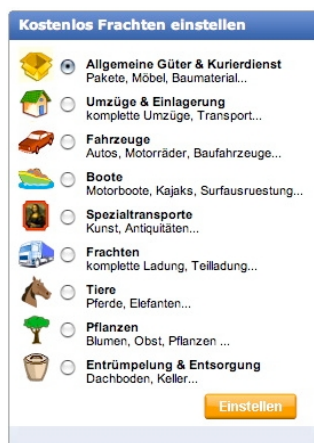 Kostenlos Frachten einstellen
Allgemeine Güter & Kurierdienst
Pakete, Möbel, Baumaterial...
Umzüge & Einlagerung
komplette Umzüge, Transport...
Fahrzeuge
Autos, Motorräder, Baufahrzeuge...
Boote
Motorboote, Kajaks, Surfausruestung...
Spezialtransporte
Kunst, Antiquitäten...
Frachten
komplette Ladung, Teilladung...
Tiere
Pferde, Elefanten...
Pflanzen
Blumen, Obst, Pflanzen ...
Entrümpelung & Entsorgung
Dachboden, Keller...
Einstellen